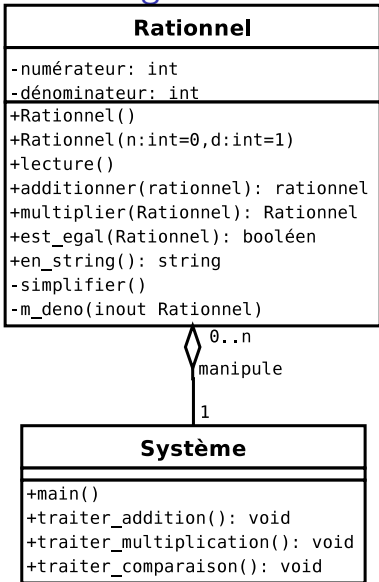 Rationnel
-numérateur: int
-dénominateur: int
+Rationnel()
+Rationnel(n:int=0,d:int=1)
+lecture()
+additionner(rationnel): rationnel
+multiplier(Rationnel): Rationnel
+est_egal(Rationnel): booléen
+en_string(): string
-simplifier()
-m_deno(inout Rationnel)
0..n
manipule
1
Système
+main()
+traiter_addition(): void
+traiter_multiplication(): void
+traiter_comparaison(): void